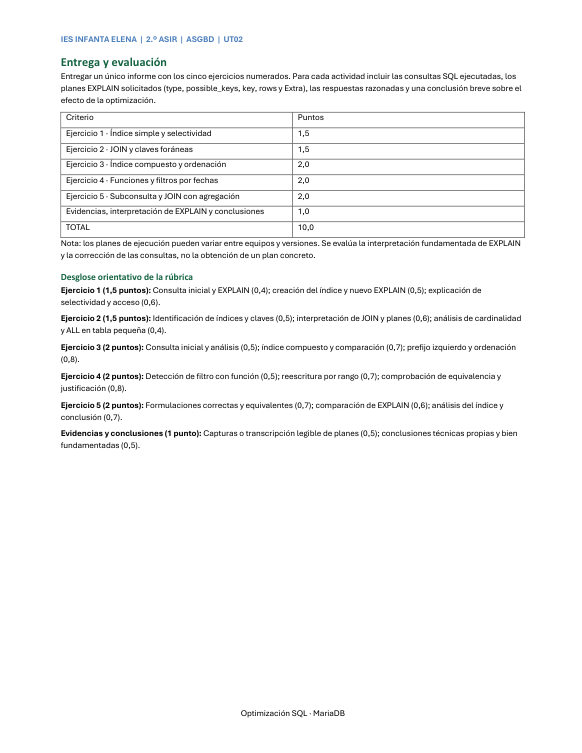 IES INFANTA ELENA | 2.º ASIR | ASGBD | UT02
Entrega y evaluación
Entregar un único informe con los cinco ejercicios numerados. Para cada actividad incluir las consultas SQL ejecutadas, los
planes EXPLAIN solicitados (type, possible_keys, key, rows y Extra), las respuestas razonadas y una conclusión breve sobre el
efecto de la optimización.
Criterio Puntos
Ejercicio 1 · Índice simple y selectividad 1,5
Ejercicio 2 · JOIN y claves foráneas 1,5
Ejercicio 3 · Índice compuesto y ordenación 2,0
Ejercicio 4 · Funciones y filtros por fechas 2,0
Ejercicio 5 · Subconsulta y JOIN con agregación 2,0
Evidencias, interpretación de EXPLAIN y conclusiones 1,0
TOTAL 10,0
Nota: los planes de ejecución pueden variar entre equipos y versiones. Se evalúa la interpretación fundamentada de EXPLAIN
y la corrección de las consultas, no la obtención de un plan concreto.
Desglose orientativo de la rúbrica
Ejercicio 1 (1,5 puntos): Consulta inicial y EXPLAIN (0,4); creación del índice y nuevo EXPLAIN (0,5); explicación de
selectividad y acceso (0,6).
Ejercicio 2 (1,5 puntos): Identificación de índices y claves (0,5); interpretación de JOIN y planes (0,6); análisis de cardinalidad
y ALL en tabla pequeña (0,4).
Ejercicio 3 (2 puntos): Consulta inicial y análisis (0,5); índice compuesto y comparación (0,7); prefijo izquierdo y ordenación
(0,8).
Ejercicio 4 (2 puntos): Detección de filtro con función (0,5); reescritura por rango (0,7); comprobación de equivalencia y
justificación (0,8).
Ejercicio 5 (2 puntos): Formulaciones correctas y equivalentes (0,7); comparación de EXPLAIN (0,6); análisis del índice y
conclusión (0,7).
Evidencias y conclusiones (1 punto): Capturas o transcripción legible de planes (0,5); conclusiones técnicas propias y bien
fundamentadas (0,5).
Optimización SQL · MariaDB